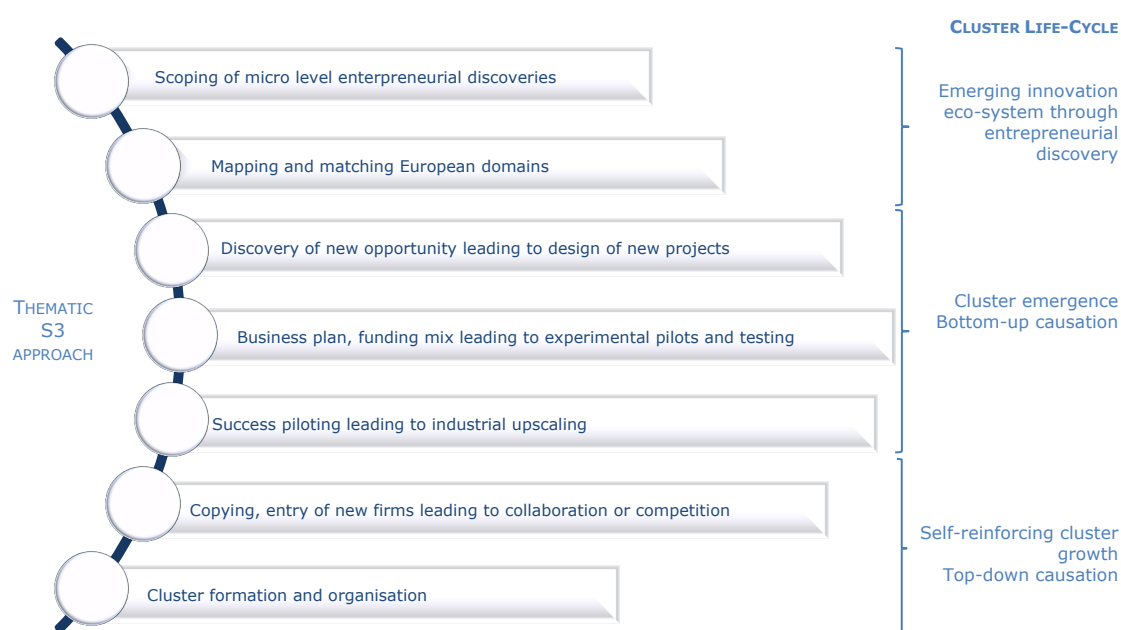 CLUSTER LIFE-CYCLE
Scoping of micro level enterpreneurial discoveries
Mapping and matching European domains
Discovery of new opportunity leading to design of new projects
Business plan, funding mix leading to experimental pilots and testing
Success piloting leading to industrial upscaling
Copying, entry of new firms leading to collaboration or competition
Cluster formation and organisation
THEMATIC
S3
APPROACH
Emerging innovation
eco-system through
entrepreneurial
discovery
Cluster emergence
Bottom-up causation
Self-reinforcing cluster
growth
Top-down causation